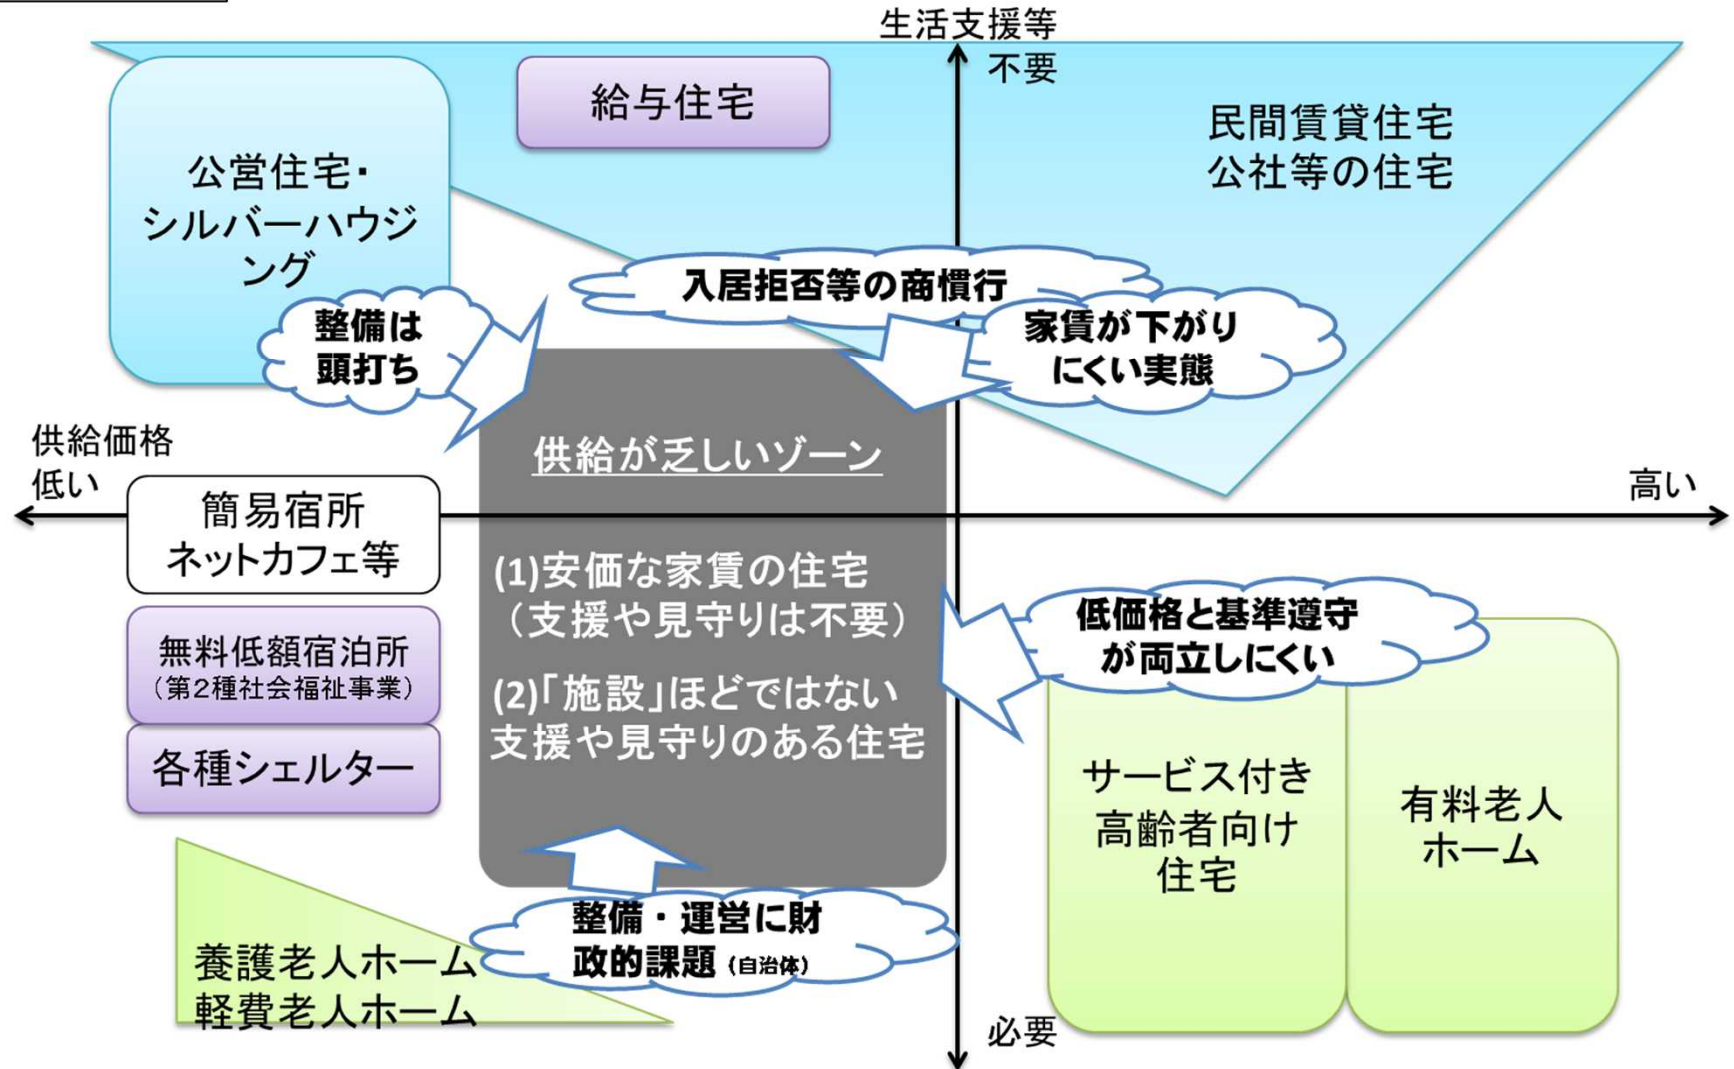 生活支援等
不要
給与住宅
民間賃貸住宅
公社等の住宅
公営住宅・
シルバーハウジ
ング
入居拒否等の商慣行
整備は
頭打ち
家賃が下がり
にくい実態
供給価格
低い
高い
供給が乏しいゾーン
簡易宿所
ネットカフェ等
(1)安価な家賃の住宅
（支援や見守りは不要）
(2)「施設」ほどではない
支援や見守りのある住宅
低価格と基準遵守
が両立しにくい
無料低額宿泊所
（第2種社会福祉事業）
各種シェルター
サービス付き
高齢者向け
住宅
有料老人
ホーム
整備・運営に財
政的課題（自治体）
養護老人ホーム
軽費老人ホーム
必要